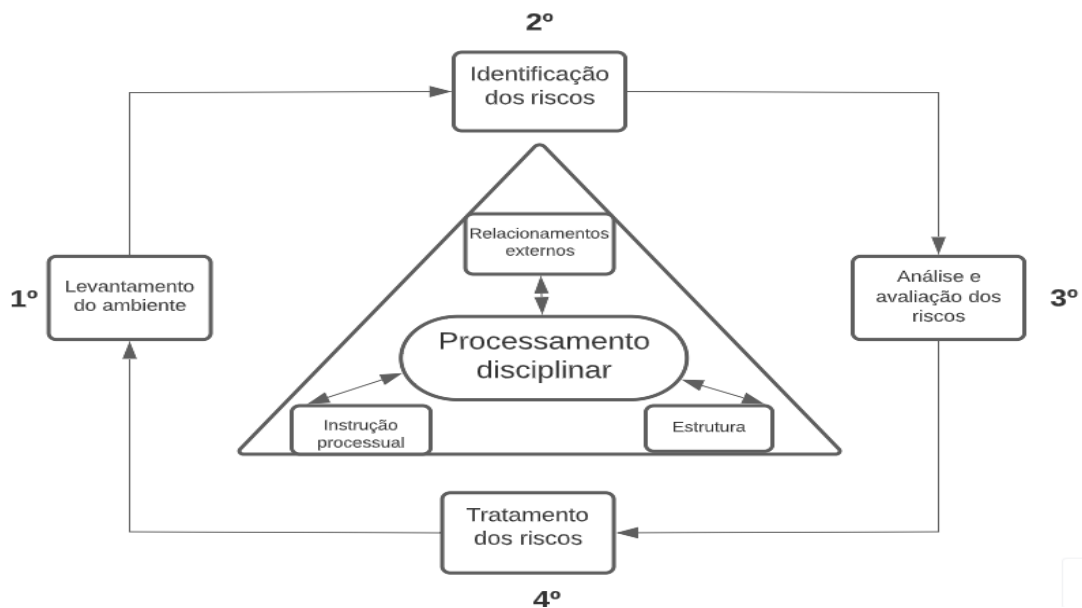 2º
Identificação
dos riscos
Relacionamentos
externos
1º
Levantamento
do ambiente
Análise e
avaliação dos
riscos
3º
Processamento
disciplinar
Instrução
processual
Estrutura
Tratamento
dos riscos
4º